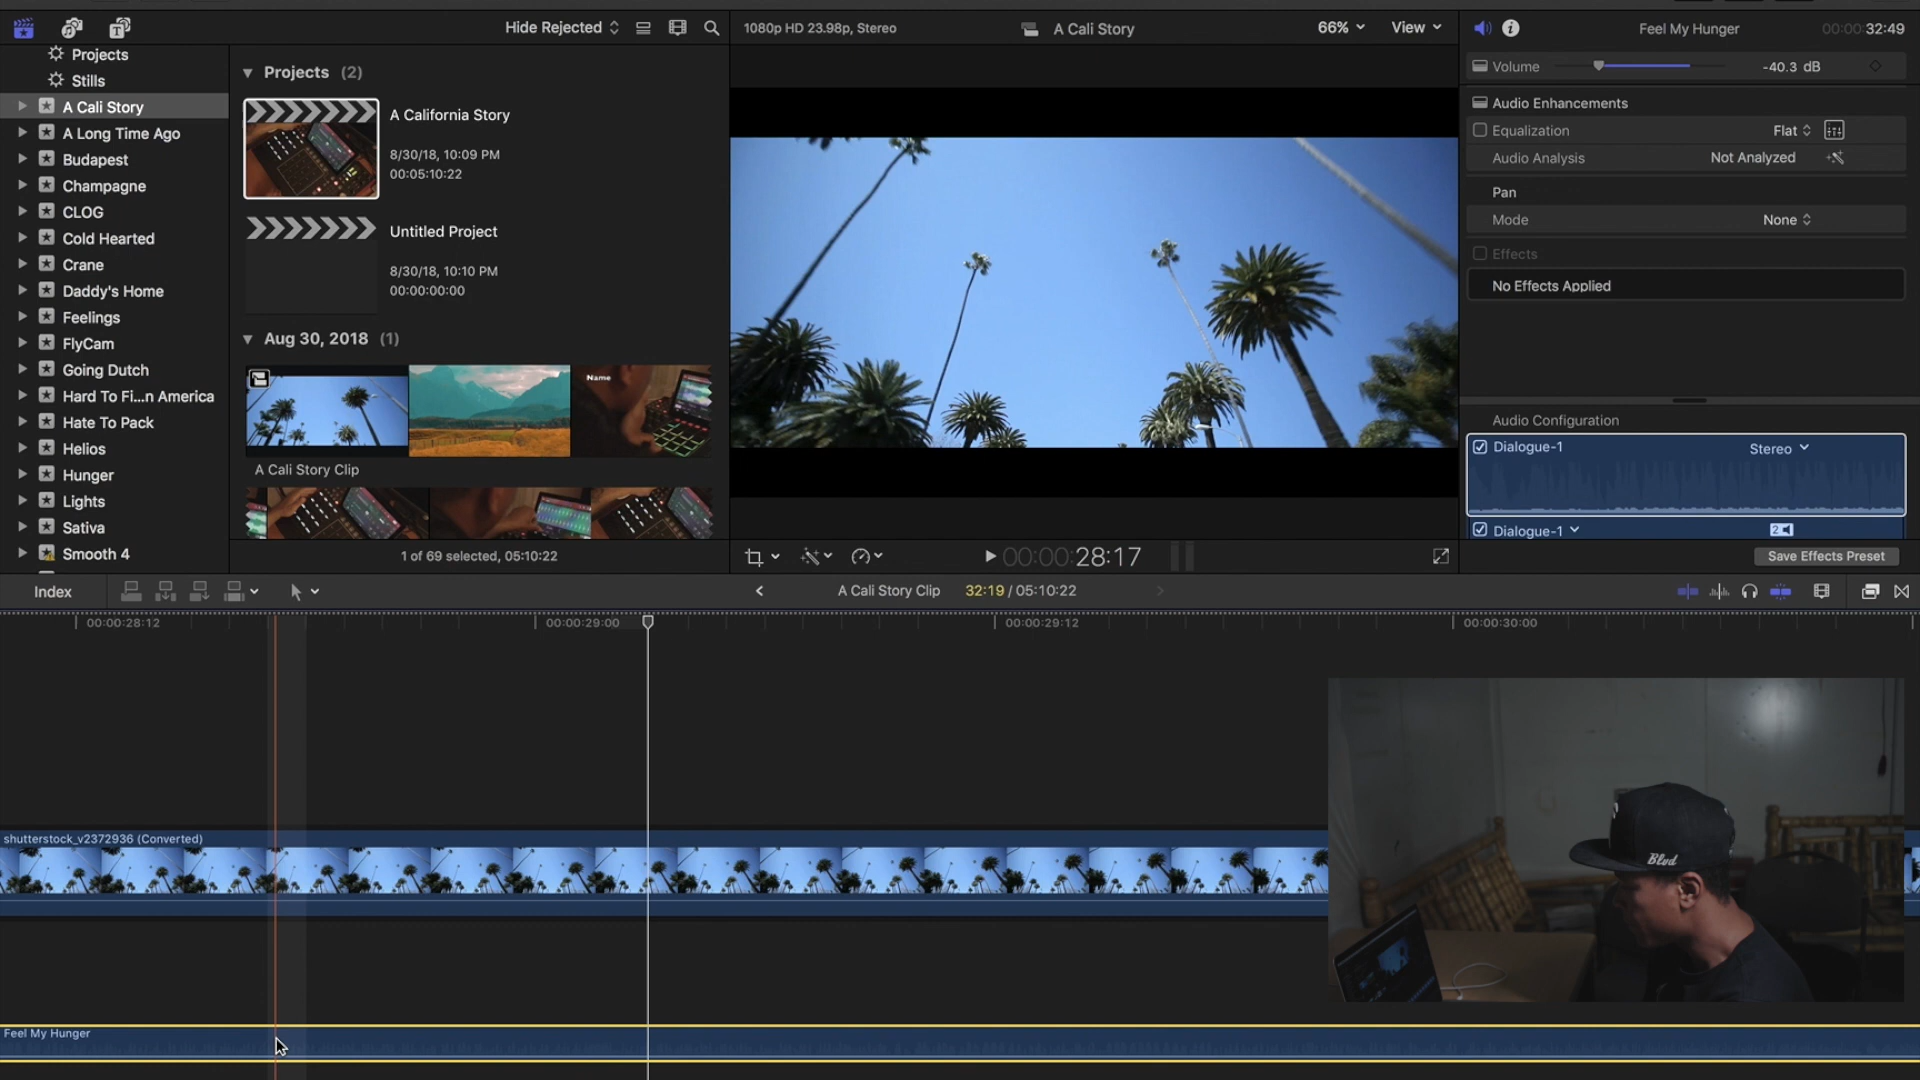 Hide Rejected
1080p HD 23.98p, Stereo
A Cali Story
66%
View
Feel My Hunger
00:00:32:49
Projects
Stills
A Cali Story
A Long Time Ago
Budapest
Champagne
CLOG
Cold Hearted
Crane
Daddy's Home
Feelings
FlyCam
Going Dutch
Hard To Fi...n America
Hate To Pack
Helios
Hunger
Lights
Sativa
Smooth 4
Projects (2)
A California Story
8/30/18, 10:09 PM
00:05:10:22
Untitled Project
8/30/18, 10:10 PM
00:00:00:00
Aug 30, 2018 (1)
Name
A Cali Story Clip
1 of 69 selected, 05:10:22
00:00:28:17
Volume
-40.3 dB
Audio Enhancements
Equalization
Flat
Audio Analysis
Not Analyzed
Pan
Mode
None
Effects
No Effects Applied
Audio Configuration
Dialogue-1
Stereo
Dialogue-1
2
Save Effects Preset
Index
A Cali Story Clip
32:19 / 05:10:22
00:00:28:12
00:00:29:00
00:00:29:12
00:00:30:00
shutterstock_v2372936 (Converted)
Blvd
Feel My Hunger